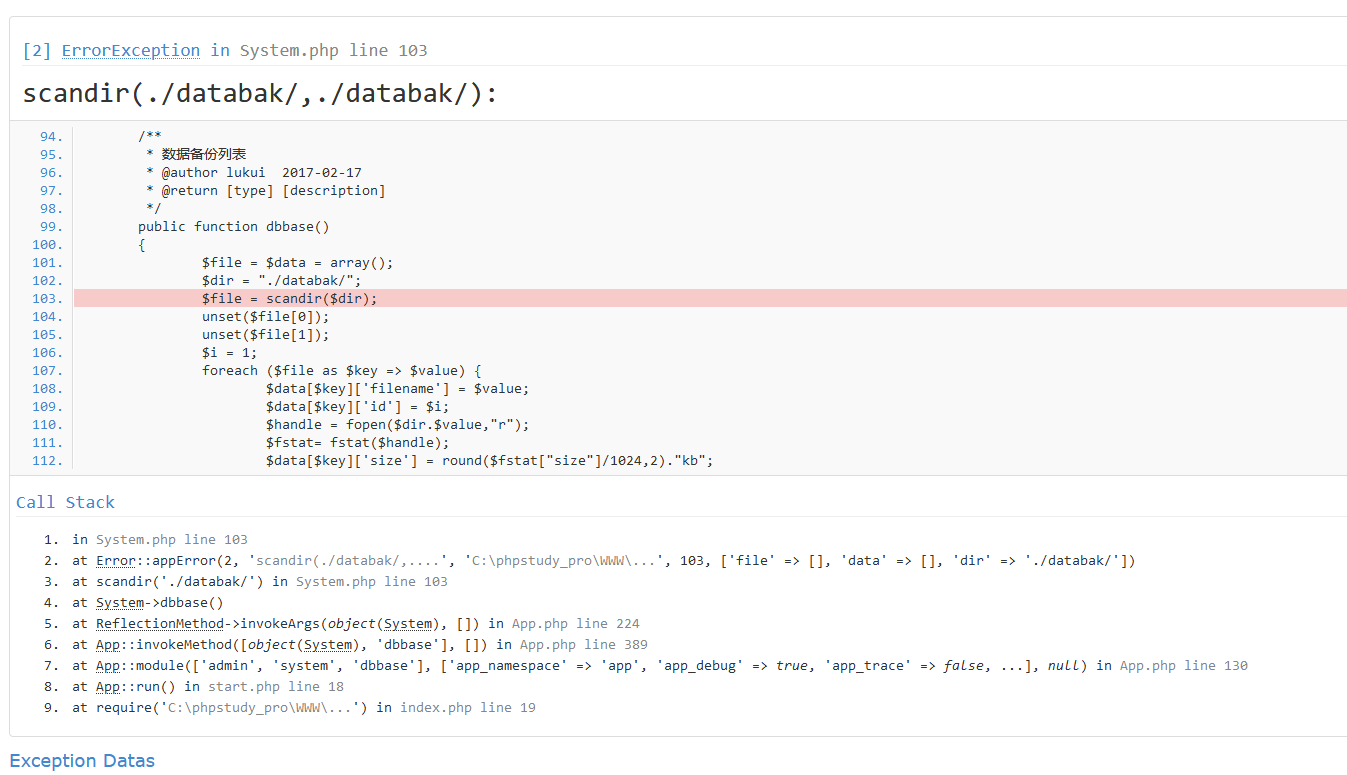 [2] ErrorException in System.php line 103
scandir(./databak/,./databak/):
94. /**
95. * 数据备份列表
96. * @author lukui  2017-02-17
97. * @return [type] [description]
98. */
99. public function dbbase()
100. {
101. $file = $data = array();
102. $dir = "./databak/";
103. $file = scandir($dir);
104. unset($file[0]);
105. unset($file[1]);
106. $i = 1;
107. foreach ($file as $key => $value) {
108. $data[$key]['filename'] = $value;
109. $data[$key]['id'] = $i;
110. $handle = fopen($dir.$value,"r");
111. $fstat= fstat($handle);
112. $data[$key]['size'] = round($fstat["size"]/1024,2)."kb";
Call Stack
1. in System.php line 103
2. at Error::appError(2, 'scandir(./databak/,....', 'C:\phpstudy_pro\WWW\...', 103, ['file' => [], 'data' => [], 'dir' => './databak/'])
3. at scandir('./databak/') in System.php line 103
4. at System->dbbase()
5. at ReflectionMethod->invokeArgs(object(System), []) in App.php line 224
6. at App::invokeMethod([object(System), 'dbbase'], []) in App.php line 389
7. at App::module(['admin', 'system', 'dbbase'], ['app_namespace' => 'app', 'app_debug' => true, 'app_trace' => false, ...], null) in App.php line 130
8. at App::run() in start.php line 18
9. at require('C:\phpstudy_pro\WWW\...') in index.php line 19
Exception Datas